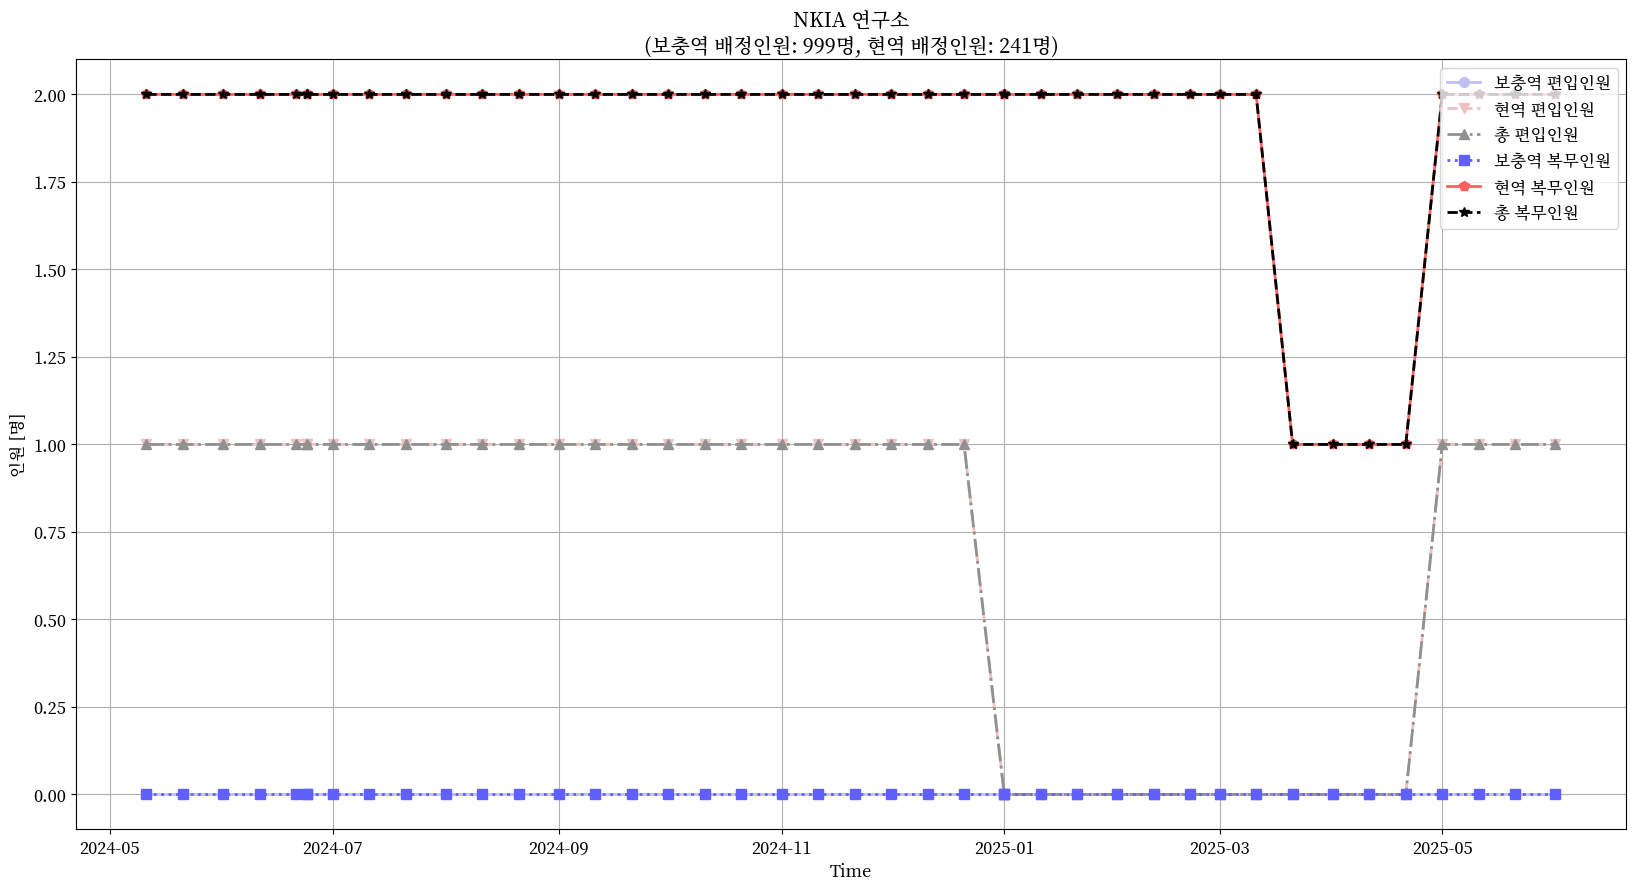 NKIA 연구소
(보충역 배정인원: 999명, 현역 배정인원: 241명)
보충역 편입인원
현역 편입인원
총 편입인원
보충역 복무인원
현역 복무인원
총 복무인원
인원 [명]
2.00
1.75
1.50
1.25
1.00
0.75
0.50
0.25
0.00
2024-05
2024-07
2024-09
2024-11
2025-01
2025-03
2025-05
Time